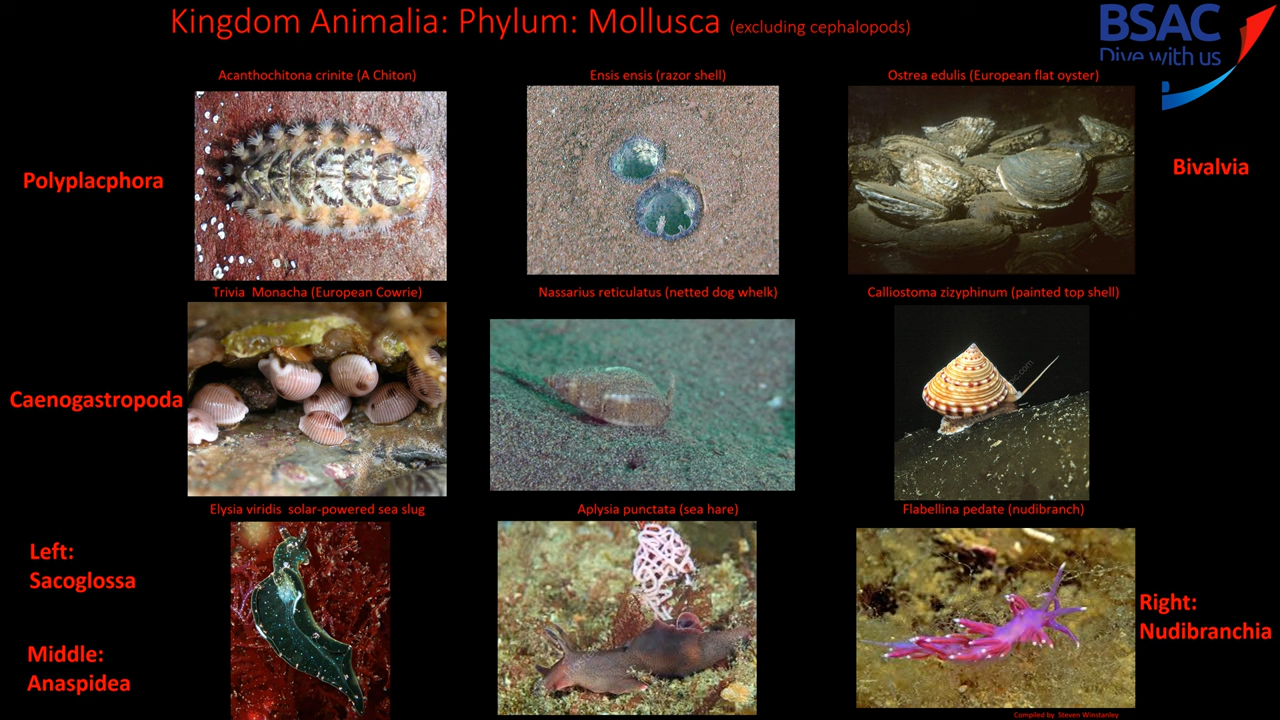 Kingdom Animalia: Phylum: Mollusca (excluding cephalopods)
BSAC
Dive with us
Acanthochitona crinite (A Chiton)
Ensis ensis (razor shell)
Ostrea edulis (European flat oyster)
Polyplacphora
Bivalvia
Trivia Monacha (European Cowrie)
Nassarius reticulatus (netted dog whelk)
Calliostoma zizyphinum (painted top shell)
Caenogastropoda
Elysia viridis solar-powered sea slug
Aplysia punctata (sea hare)
Flabellina pedate (nudibranch)
Left:
Sacoglossa
Middle:
Anaspidea
Right:
Nudibranchia
Compiled by Steven Winstanley